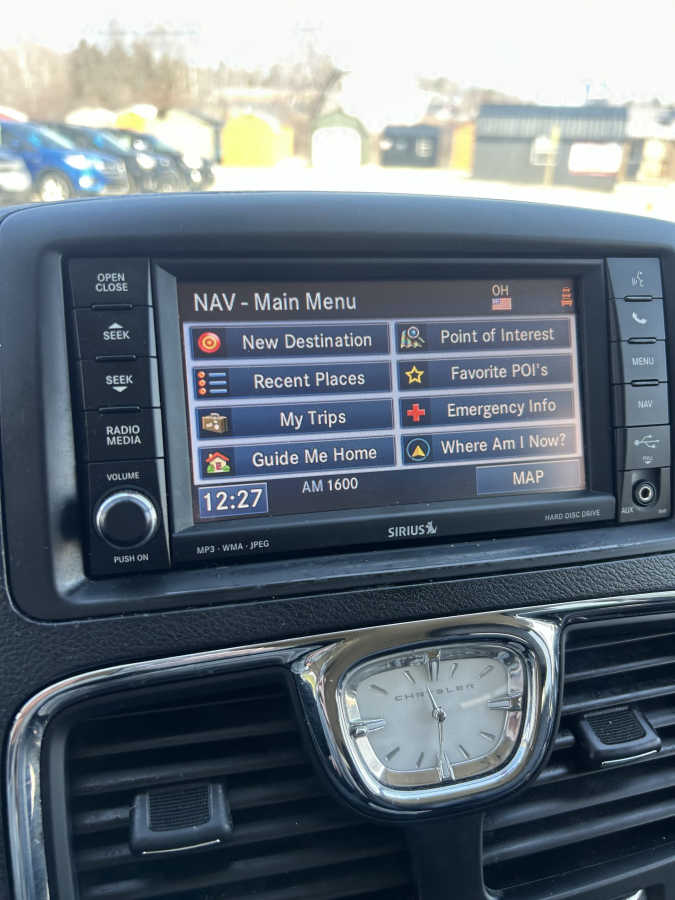 OPEN
CLOSE
SEEK
SEEK
RADIO
MEDIA
VOLUME
PUSH ON
NAV - Main Menu
OH
New Destination
Point of Interest
Recent Places
Favorite POI's
My Trips
Emergency Info
Guide Me Home
Where Am I Now?
12:27
AM 1600
MAP
MP3 · WMA · JPEG
SIRIUS
HARD DISC DRIVE
MENU
NAV
AUX
CHRYSLER